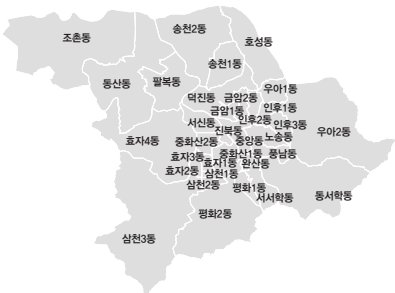 송천2동
조촌동
호성동
송천1동
동산동
팔복동
우아1동
덕진동
금암2동
인후1동
금암1동
인후2동
서신동
인후3동
진북동
우아2동
노송동
효자4동
중화산2동
중앙동
중화산1동
풍남동
효자3동
효자1동
완산동
효자2동
삼천1동
삼천2동
평화1동
서서학동
동서학동
평화2동
삼천3동